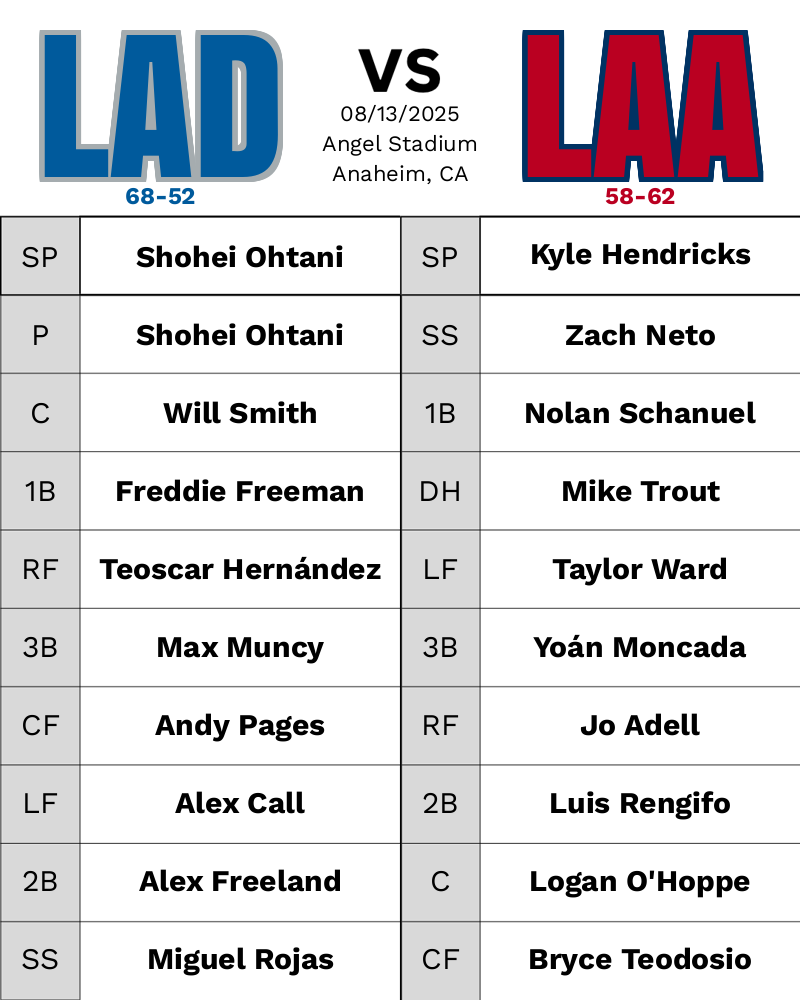 LAD
VS
LAA
08/13/2025
Angel Stadium
Anaheim, CA
68-52
58-62
SP Shohei Ohtani SP Kyle Hendricks
P Shohei Ohtani SS Zach Neto
C Will Smith 1B Nolan Schanuel
1B Freddie Freeman DH Mike Trout
RF Teoscar Hernández LF Taylor Ward
3B Max Muncy 3B Yoán Moncada
CF Andy Pages RF Jo Adell
LF Alex Call 2B Luis Rengifo
2B Alex Freeland C Logan O'Hoppe
SS Miguel Rojas CF Bryce Teodosio